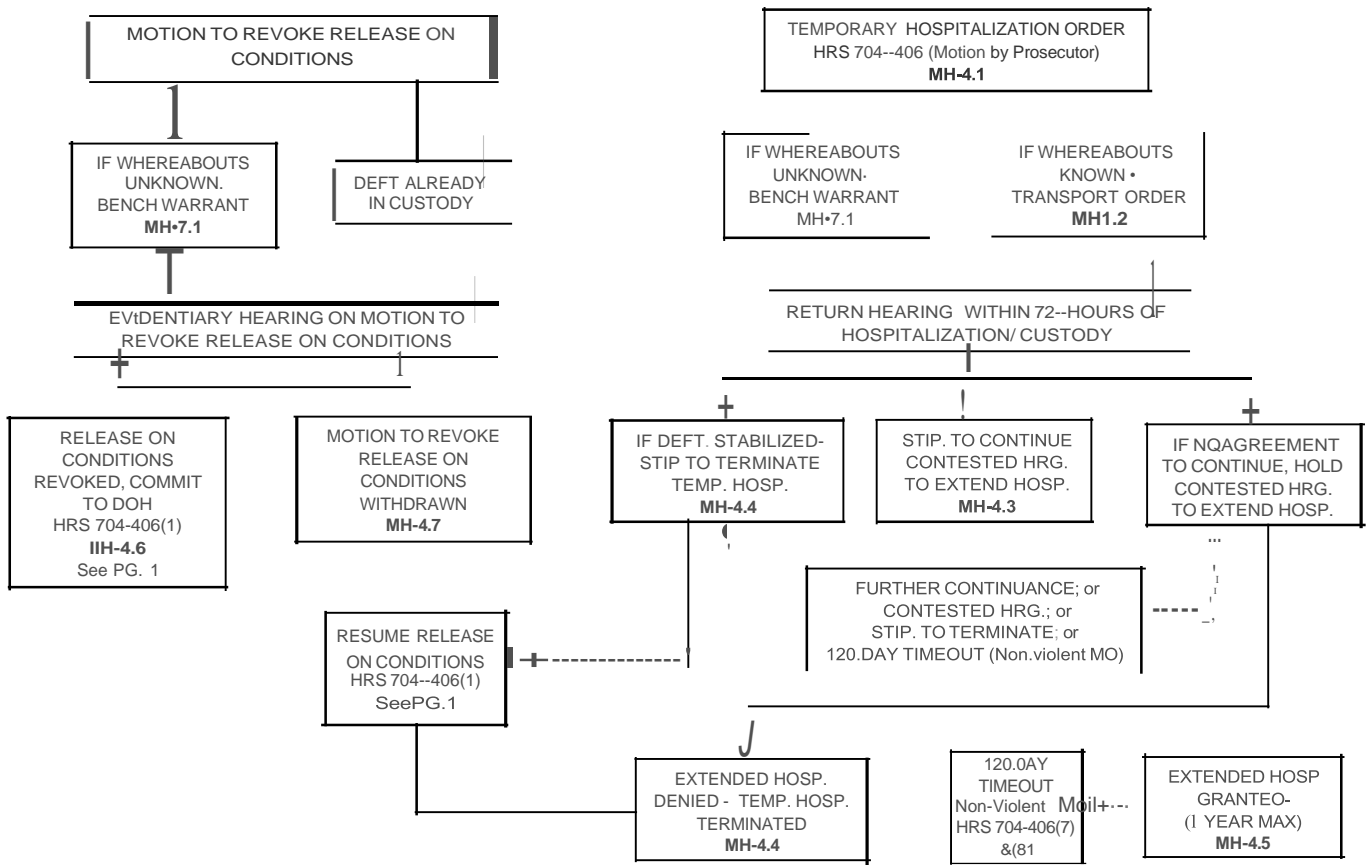 MOTION TO REVOKE RELEASE ON
CONDITIONS
TEMPORARY HOSPITALIZATION ORDER
HRS 704--406 (Motion by Prosecutor)
MH-4.1
IF WHEREABOUTS
UNKNOWN.
BENCH WARRANT
MH•7.1
DEFT ALREADY
IN CUSTODY
IF WHEREABOUTS
UNKNOWN·
BENCH WARRANT
MH•7.1
IF WHEREABOUTS
KNOWN •
TRANSPORT ORDER
MH1.2
EVtDENTIARY HEARING ON MOTION TO
REVOKE RELEASE ON CONDITIONS
RETURN HEARING WITHIN 72--HOURS OF
HOSPITALIZATION/ CUSTODY
RELEASE ON
CONDITIONS
REVOKED, COMMIT
TO DOH
HRS 704-406(1)
IIH-4.6
See PG. 1
MOTION TO REVOKE
RELEASE ON
CONDITIONS
WITHDRAWN
MH-4.7
IF DEFT. STABILIZED-
STIP TO TERMINATE
TEMP. HOSP.
MH-4.4
STIP. TO CONTINUE
CONTESTED HRG.
TO EXTEND HOSP.
MH-4.3
IF NQAGREEMENT
TO CONTINUE, HOLD
CONTESTED HRG.
TO EXTEND HOSP.
FURTHER CONTINUANCE; or
CONTESTED HRG.; or
STIP. TO TERMINATE; or
120.DAY TIMEOUT (Non.violent MO)
RESUME RELEASE
ON CONDITIONS
HRS 704--406(1)
SeePG.1
EXTENDED HOSP.
DENIED - TEMP. HOSP.
TERMINATED
MH-4.4
120.0AY
TIMEOUT
Non-Violent Moil+·-·
HRS 704-406(7)
&(81
EXTENDED HOSP
GRANTEO-
(1 YEAR MAX)
MH-4.5